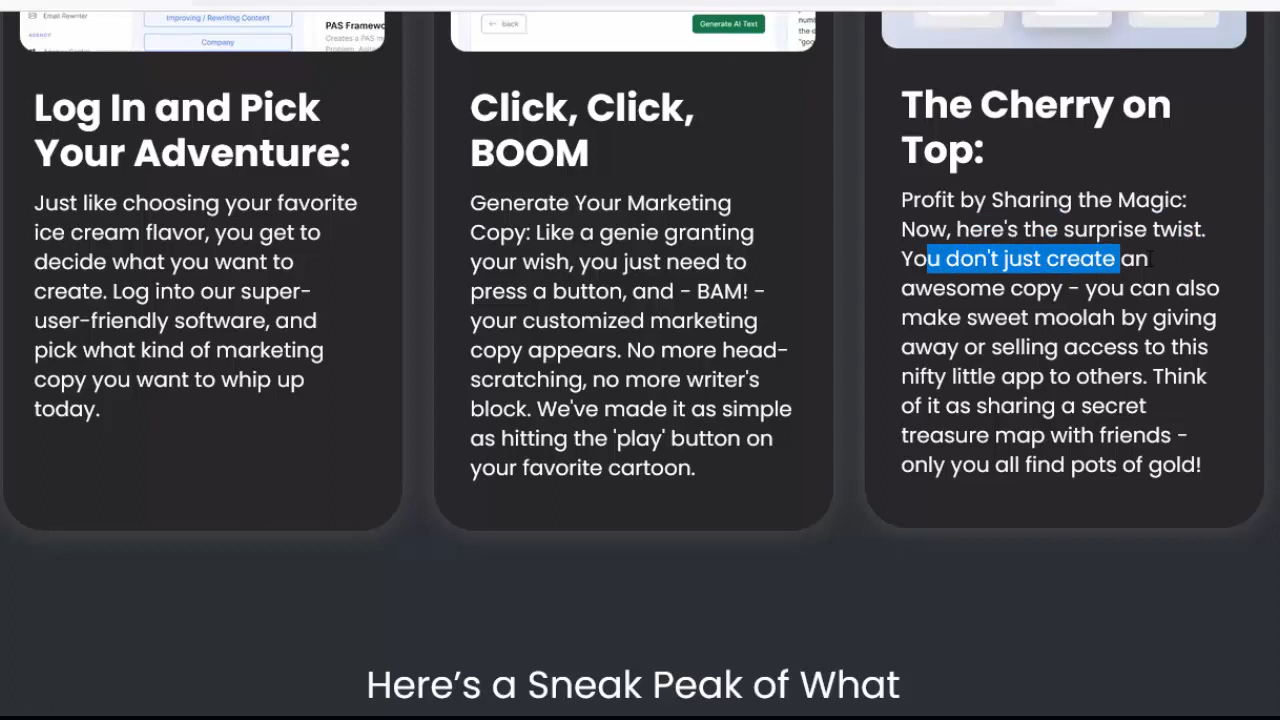 Email Rewriter
AGENCY
Improving / Rewriting Content
Company
PAS Framewo
Creates a PAS m
back
Generate AI Text
Log In and Pick
Your Adventure:
Just like choosing your favorite
ice cream flavor, you get to
decide what you want to
create. Log into our super-
user-friendly software, and
pick what kind of marketing
copy you want to whip up
today.
Click, Click,
BOOM
Generate Your Marketing
Copy: Like a genie granting
your wish, you just need to
press a button, and - BAM! -
your customized marketing
copy appears. No more head-
scratching, no more writer's
block. We've made it as simple
as hitting the 'play' button on
your favorite cartoon.
The Cherry on
Top:
Profit by Sharing the Magic:
Now, here's the surprise twist.
You don't just create an
awesome copy - you can also
make sweet moolah by giving
away or selling access to this
nifty little app to others. Think
of it as sharing a secret
treasure map with friends -
only you all find pots of gold!
Here's a Sneak Peak of What